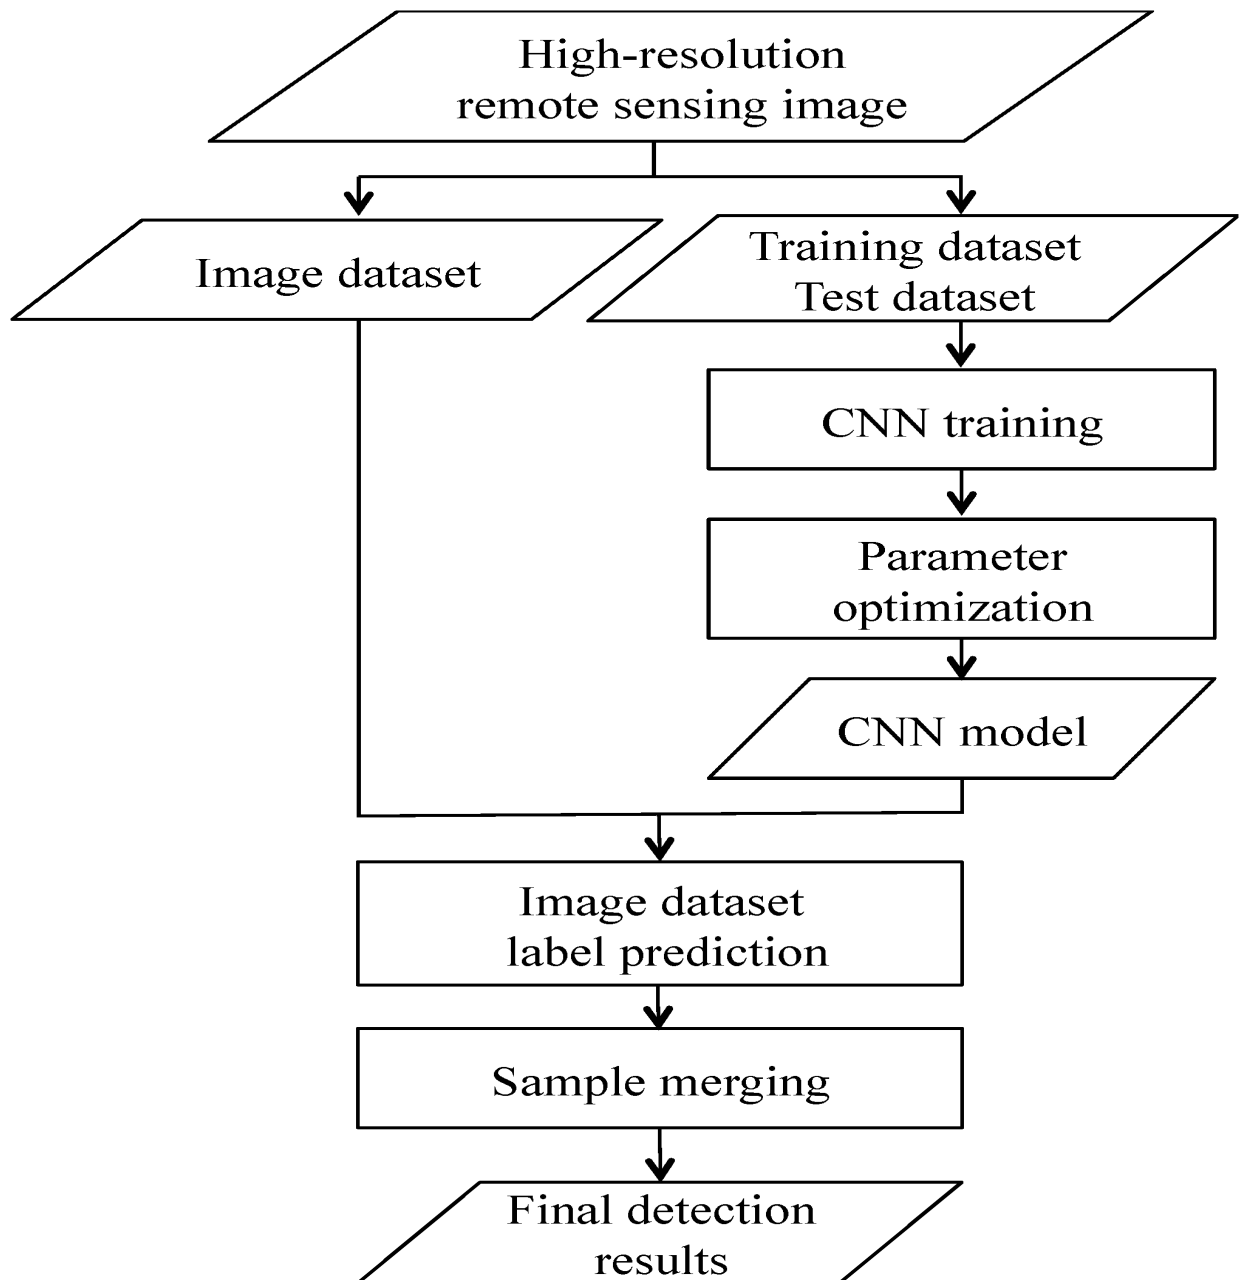 High-resolution
remote sensing image
Image dataset
Training dataset
Test dataset
CNN training
Parameter
optimization
CNN model
Image dataset
label prediction
Sample merging
Final detection
results